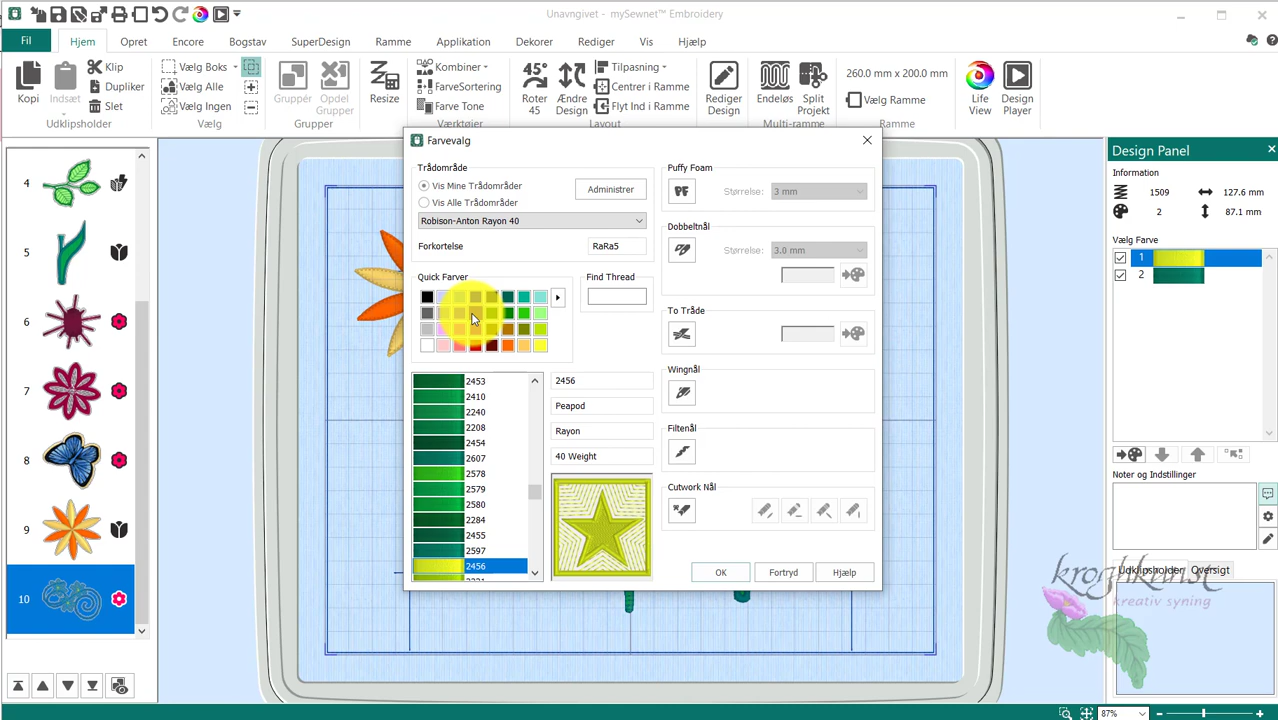 Unavngivet - mySewnet™ Embroidery
Fil Hjem Opret Encore Bogstav SuperDesign Ramme Applikation Dekorer Rediger Vis Hjælp
Kopi
Indsæt
Klip
Dupliker
Slet
Udklipsholder
Vælg Boks
Vælg Alle
Vælg Ingen
Vælg
Gruppér
Opdel
Grupper
Grupper
Resize
Kombiner
FarveSortering
Farve Tone
Værktøjer
45°
Roter
45
Ændre
Design
Tilpasning
Centrer i Ramme
Flyt Ind i Ramme
Layout
Rediger
Design
Endeløs
Split
Projekt
Multi-ramme
260.0 mm x 200.0 mm
Vælg Ramme
Ramme
Life
View
Design
Player
4
5
6
7
8
9
10
Farvevalg
Trådområde
Vis Mine Trådområder
Administrer
Vis Alle Trådområder
Robison-Anton Rayon 40
Forkortelse
RaRa5
Quick Farver
Find Thread
2453
2410
2240
2208
2454
2607
2578
2579
2580
2284
2455
2597
2456
2456
Peapod
Rayon
40 Weight
Puffy Foam
PF
Størrelse:
3 mm
Dobbeltnål
Størrelse:
3.0 mm
To Tråde
Wingnål
Filtenål
Cutwork Nål
OK
Fortryd
Hjælp
Design Panel
Information
1509
127.6 mm
2
87.1 mm
Vælg Farve
1
2
Noter og Indstillinger
Udklipsholder Oversigt
kroghkunst
kreativ syning
87%